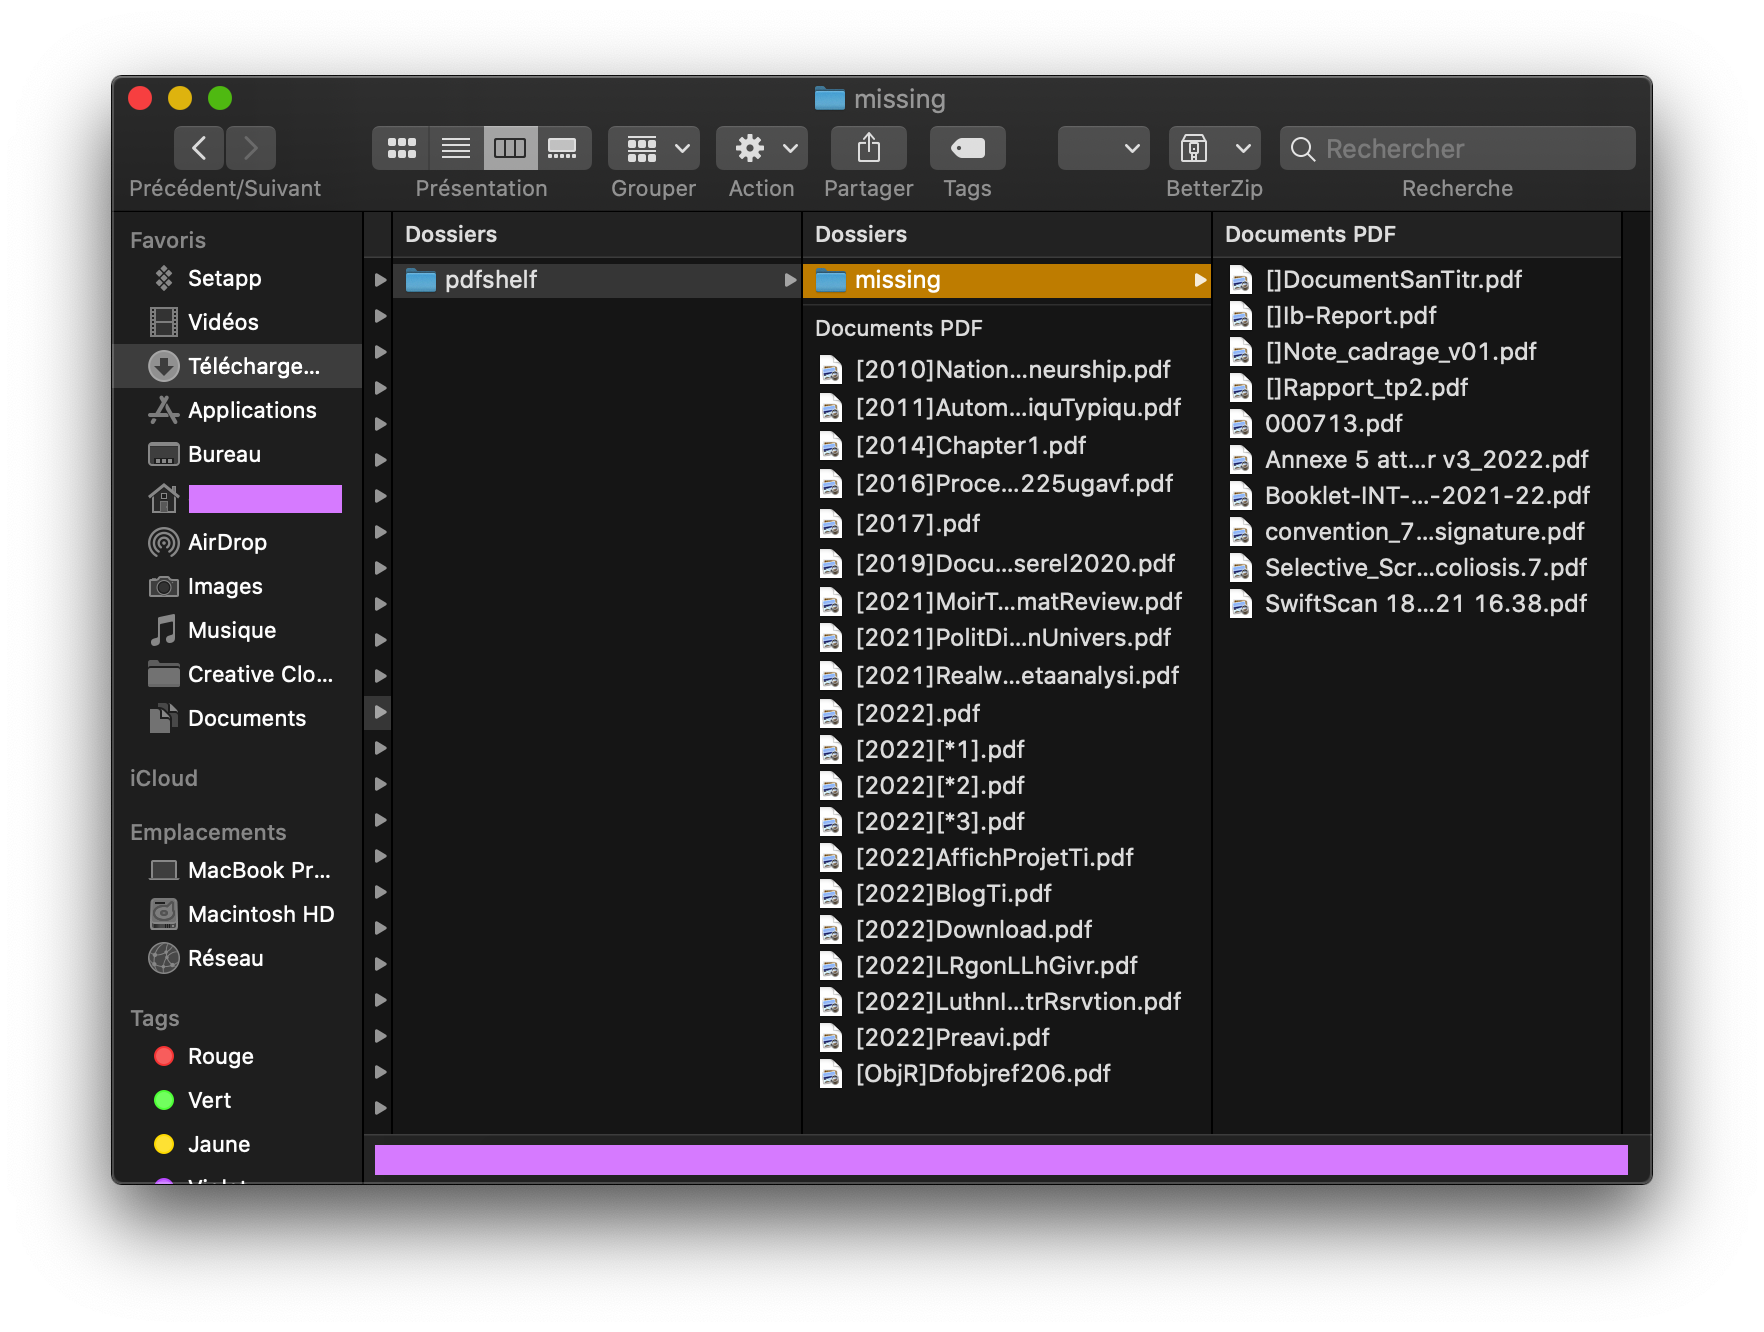 missing
Rechercher
Précédent/Suivant
Présentation
Grouper
Action
Partager
Tags
BetterZip
Recherche
Favoris
Setapp
Vidéos
Télécharge...
Applications
Bureau
AirDrop
Images
Musique
Creative Clo...
Documents
iCloud
Emplacements
MacBook Pr...
Macintosh HD
Réseau
Tags
Rouge
Vert
Jaune
Violet
Dossiers
pdfshelf
Dossiers
missing
Documents PDF
[2010]Nation...neurship.pdf
[2011]Autom...iquTypiqu.pdf
[2014]Chapter1.pdf
[2016]Proce...225ugavf.pdf
[2017].pdf
[2019]Docu...serel2020.pdf
[2021]MoirT...matReview.pdf
[2021]PolitDi...nUnivers.pdf
[2021]Realw...etaanalysi.pdf
[2022].pdf
[2022][*1].pdf
[2022][*2].pdf
[2022][*3].pdf
[2022]AffichProjetTi.pdf
[2022]BlogTi.pdf
[2022]Download.pdf
[2022]LRgonLLhGivr.pdf
[2022]LuthnI...trRsrvtion.pdf
[2022]Preavi.pdf
[ObjR]Dfobjref206.pdf
Documents PDF
[]DocumentSanTitr.pdf
[]Ib-Report.pdf
[]Note_cadrage_v01.pdf
[]Rapport_tp2.pdf
000713.pdf
Annexe 5 att...r v3_2022.pdf
Booklet-INT-...-2021-22.pdf
convention_7...signature.pdf
Selective_Scr...coliosis.7.pdf
SwiftScan 18...21 16.38.pdf